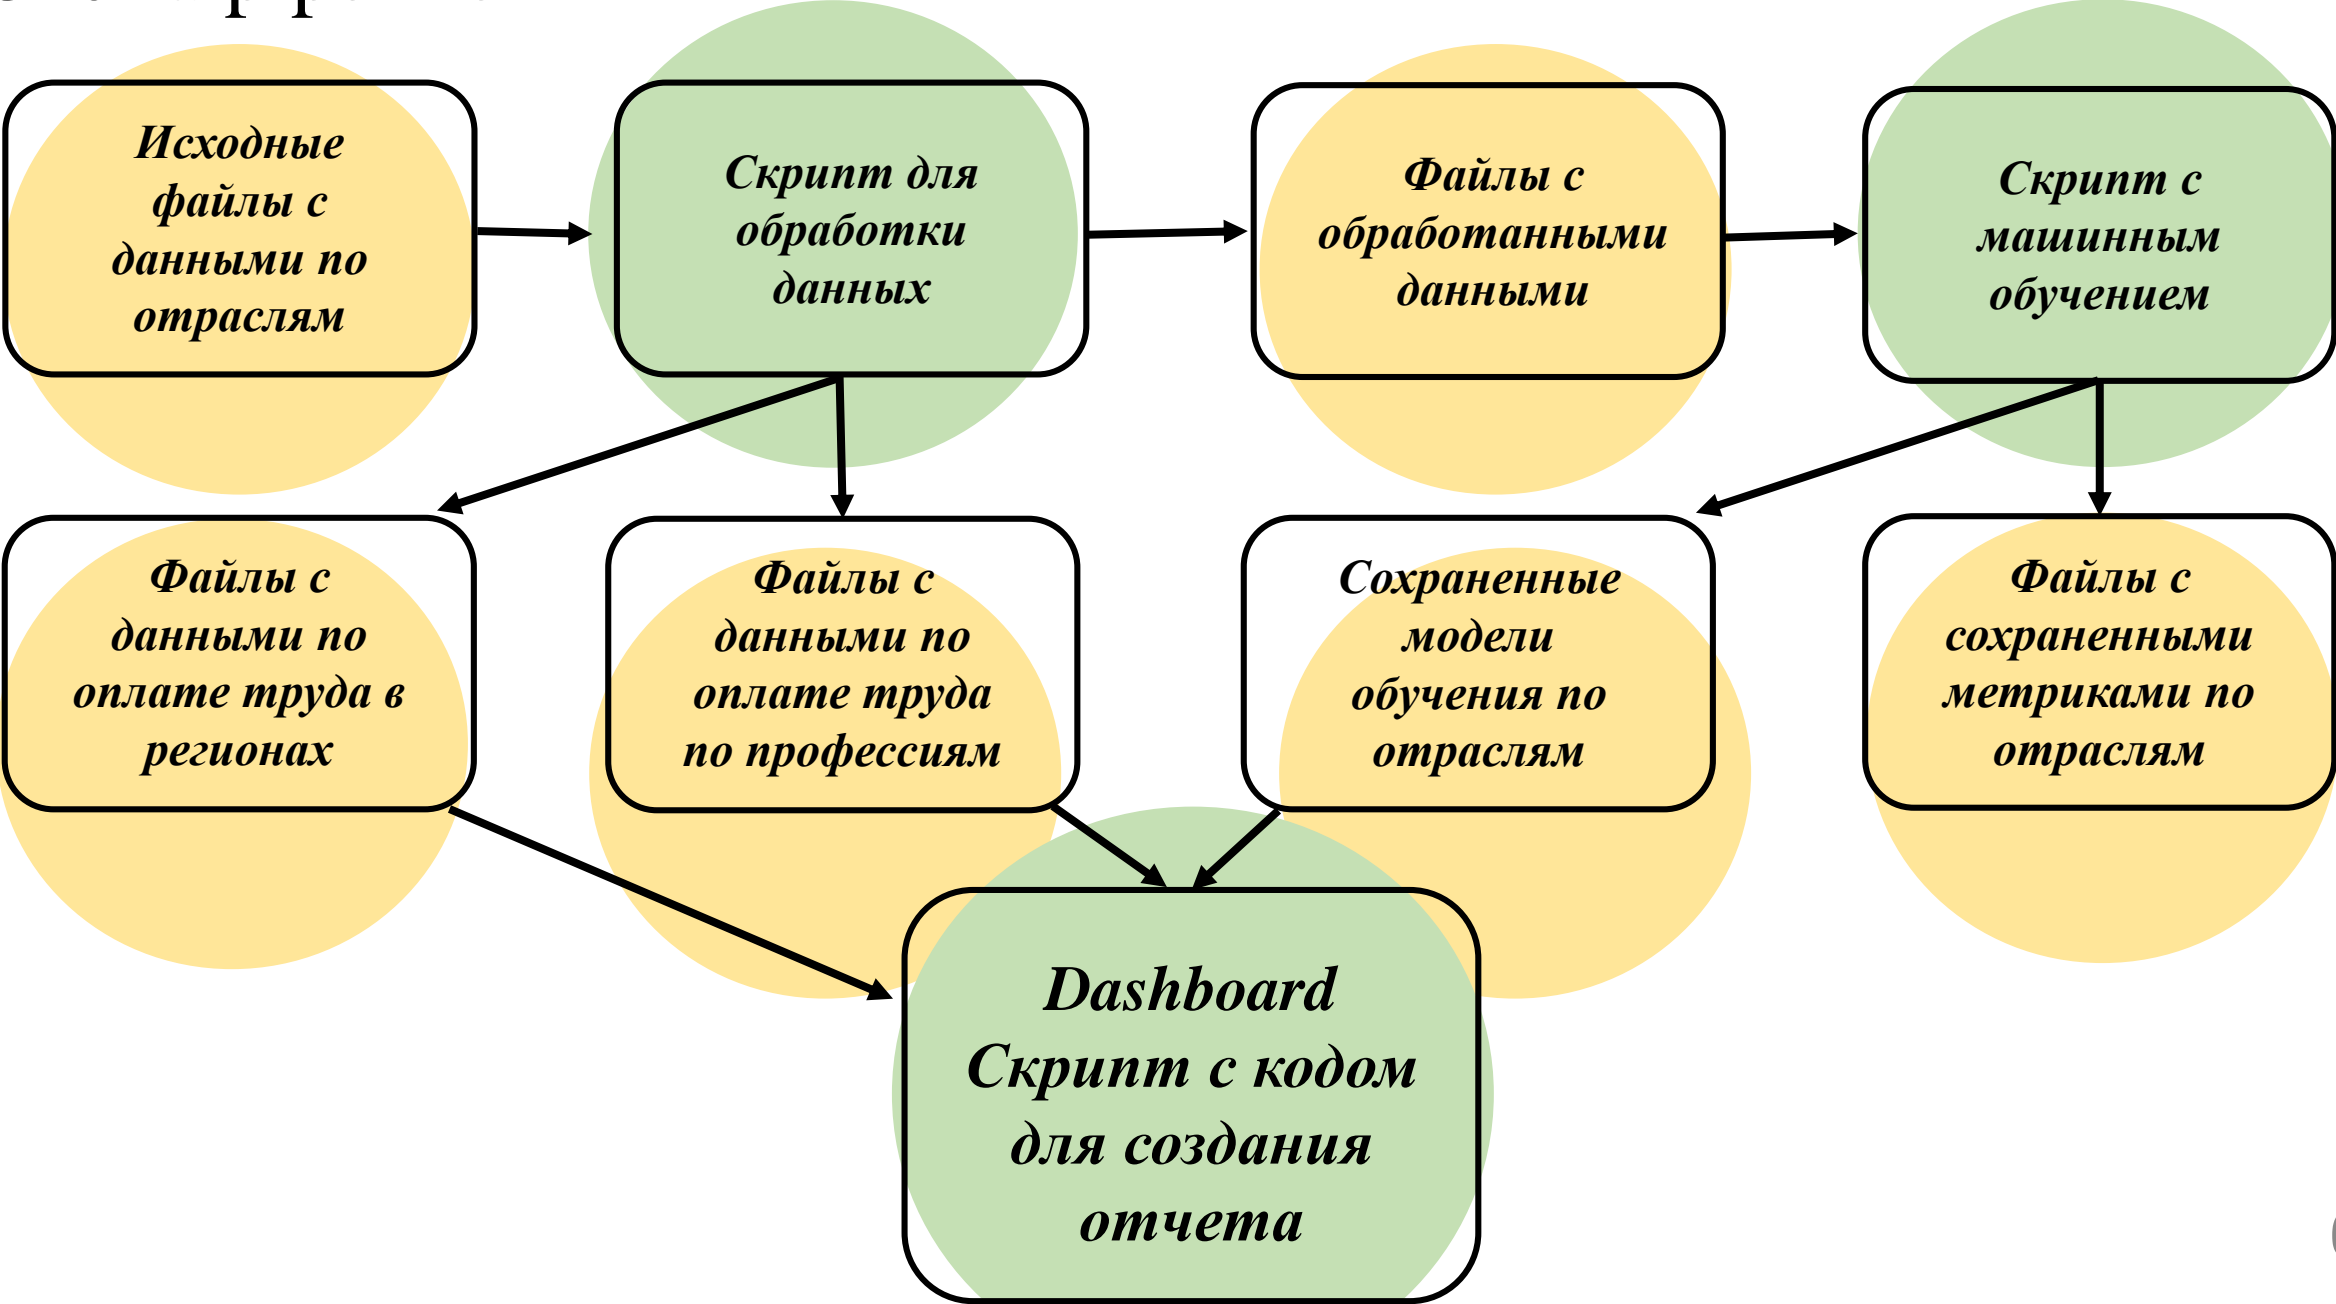 Исходные
файлы с
данными по
отраслям
Скрипт для
обработки
данных
Файлы с
обработанными
данными
Скрипт с
машинным
обучением
Файлы с
данными по
оплате труда в
регионах
Файлы с
данными по
оплате труда
по профессиям
Сохраненные
модели
обучения по
отраслям
Файлы с
сохраненными
метриками по
отраслям
Dashboard
Скрипт с кодом
для создания
отчета